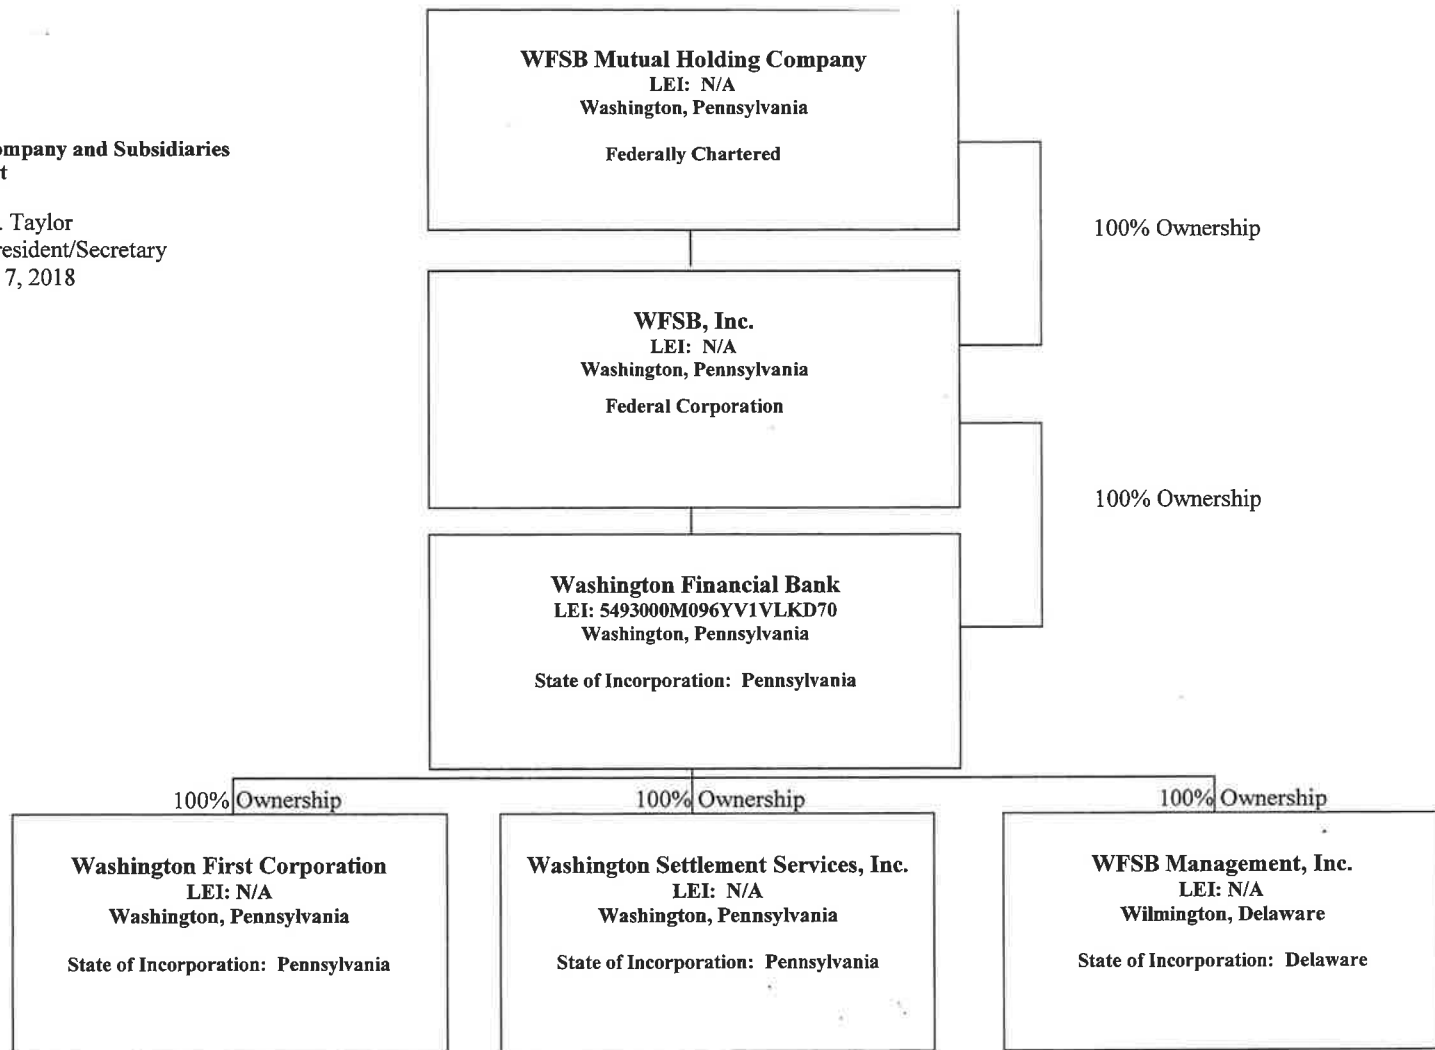 WFSB Mutual Holding Company
LEI: N/A
Washington, Pennsylvania
Federally Chartered
ompany and Subsidiaries
t
. Taylor
resident/Secretary
7, 2018
100% Ownership
WFSB, Inc.
LEI: N/A
Washington, Pennsylvania
Federal Corporation
100% Ownership
Washington Financial Bank
LEI: 5493000M096YV1VLKD70
Washington, Pennsylvania
State of Incorporation: Pennsylvania
100% Ownership
100% Ownership
100% Ownership
Washington First Corporation
LEI: N/A
Washington, Pennsylvania
State of Incorporation: Pennsylvania
Washington Settlement Services, Inc.
LEI: N/A
Washington, Pennsylvania
State of Incorporation: Pennsylvania
WFSB Management, Inc.
LEI: N/A
Wilmington, Delaware
State of Incorporation: Delaware